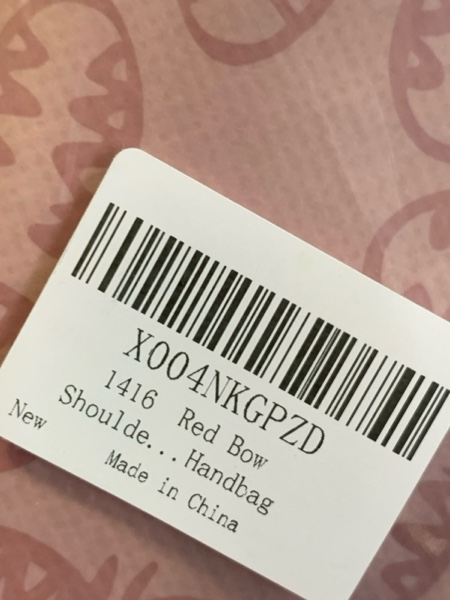 X004NKGPZD
1416 Red Bow
Shoulde...Handbag
New
Made in China